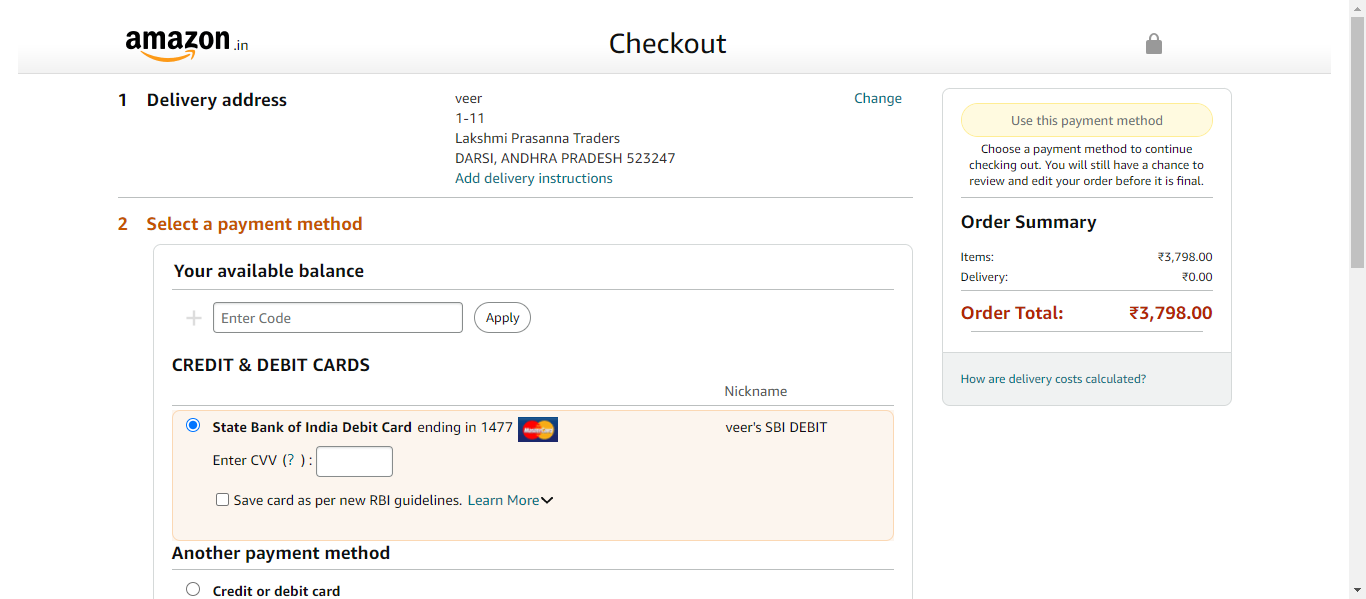 amazon.in
Checkout
1 Delivery address
veer
1-11
Lakshmi Prasanna Traders
DARSI, ANDHRA PRADESH 523247
Add delivery instructions
Change
2 Select a payment method
Your available balance
Enter Code
Apply
CREDIT & DEBIT CARDS
Nickname
State Bank of India Debit Card ending in 1477 MasterCard
veer's SBI DEBIT
Enter CVV (? ) :
Save card as per new RBI guidelines. Learn More
Another payment method
Credit or debit card
Use this payment method
Choose a payment method to continue
checking out. You will still have a chance to
review and edit your order before it is final.
Order Summary
Items: ₹3,798.00
Delivery: ₹0.00
Order Total: ₹3,798.00
How are delivery costs calculated?